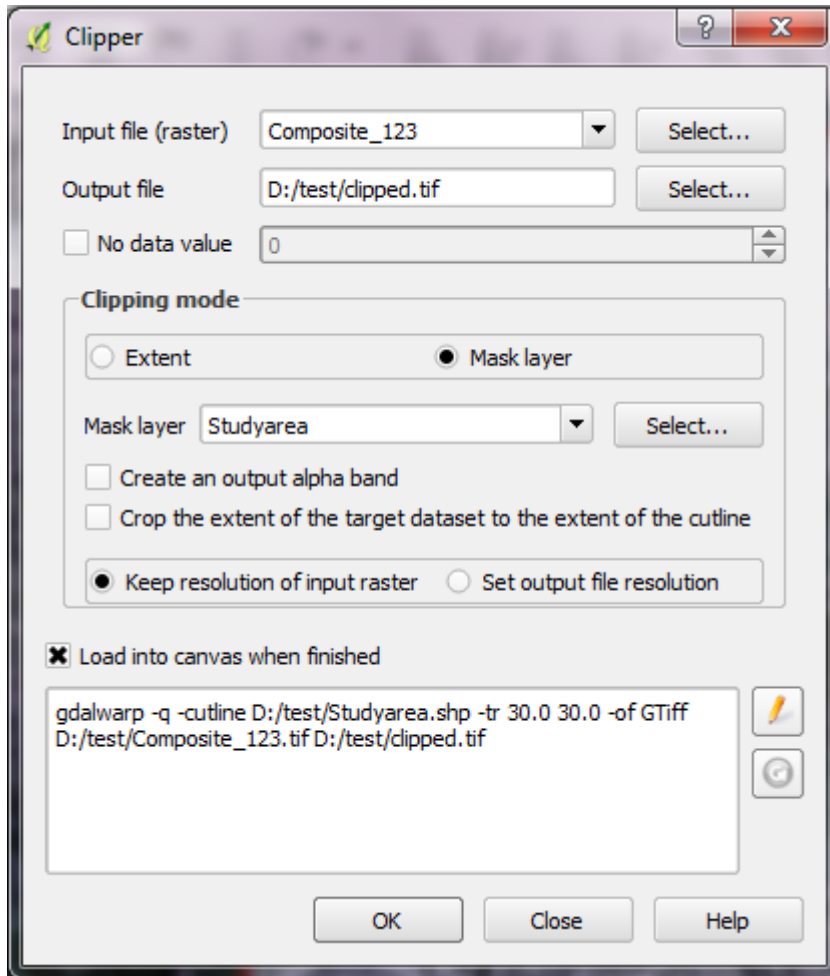 Clipper
Input file (raster) Composite_123 Select...
Output file D:/test/clipped.tif Select...
No data value 0
Clipping mode
Extent Mask layer
Mask layer Studyarea Select...
Create an output alpha band
Crop the extent of the target dataset to the extent of the cutline
Keep resolution of input raster Set output file resolution
Load into canvas when finished
gdalwarp -q -cutline D:/test/Studyarea.shp -tr 30.0 30.0 -of GTiff
D:/test/Composite_123.tif D:/test/clipped.tif
OK Close Help